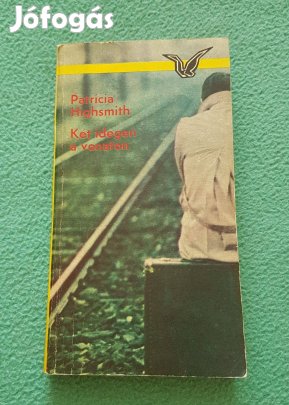 Jófogás
Patricia
Highsmith
Két idegen
a vonaton